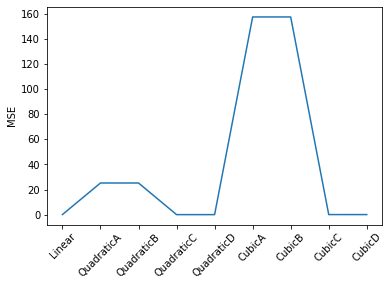 160
140
120
100
80
60
40
20
0
MSE
Linear
QuadraticA
QuadraticB
QuadraticC
QuadraticD
CubicA
CubicB
CubicC
CubicD